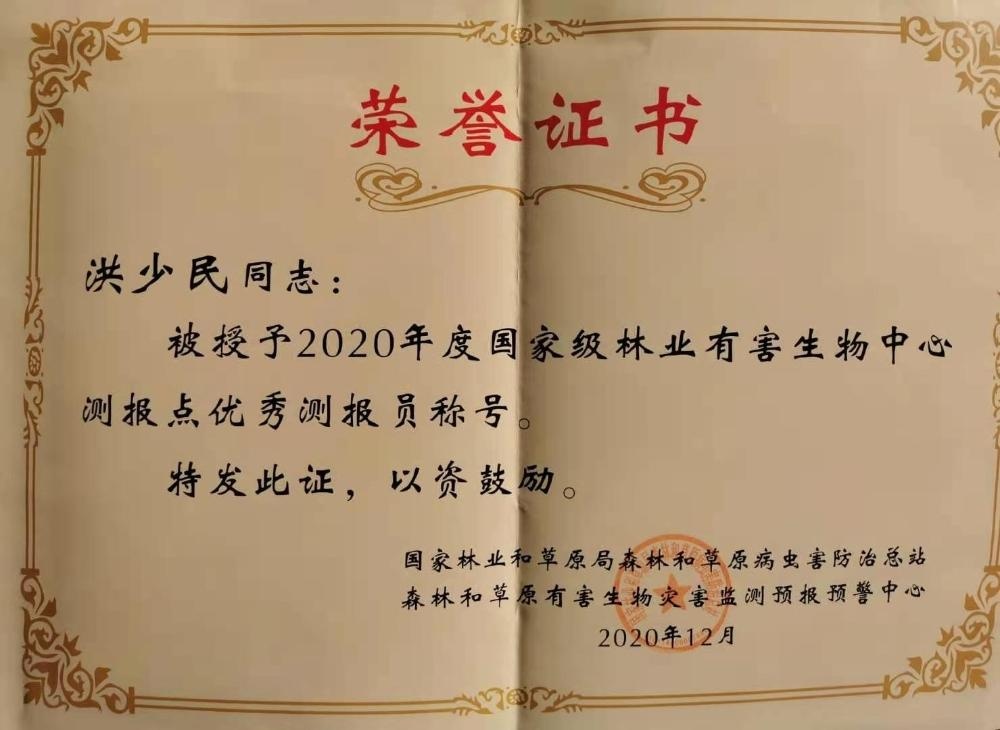 荣誉证书
洪少民同志：
被授予2020年度国家级林业有害生物中心
测报点优秀测报员称号。
特发此证，以资鼓励。
国家林业和草原局森林和草原病虫害防治总站
森林和草原有害生物灾害监测预报预警中心
2020年12月